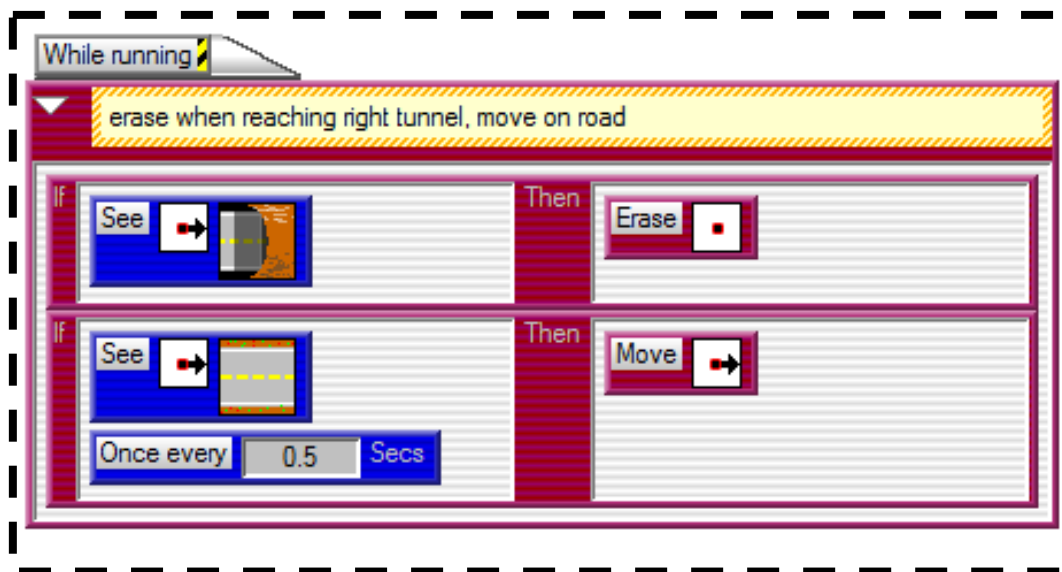 While running
erase when reaching right tunnel, move on road
If See Then Erase
If See Then Move
Once every 0.5 Secs